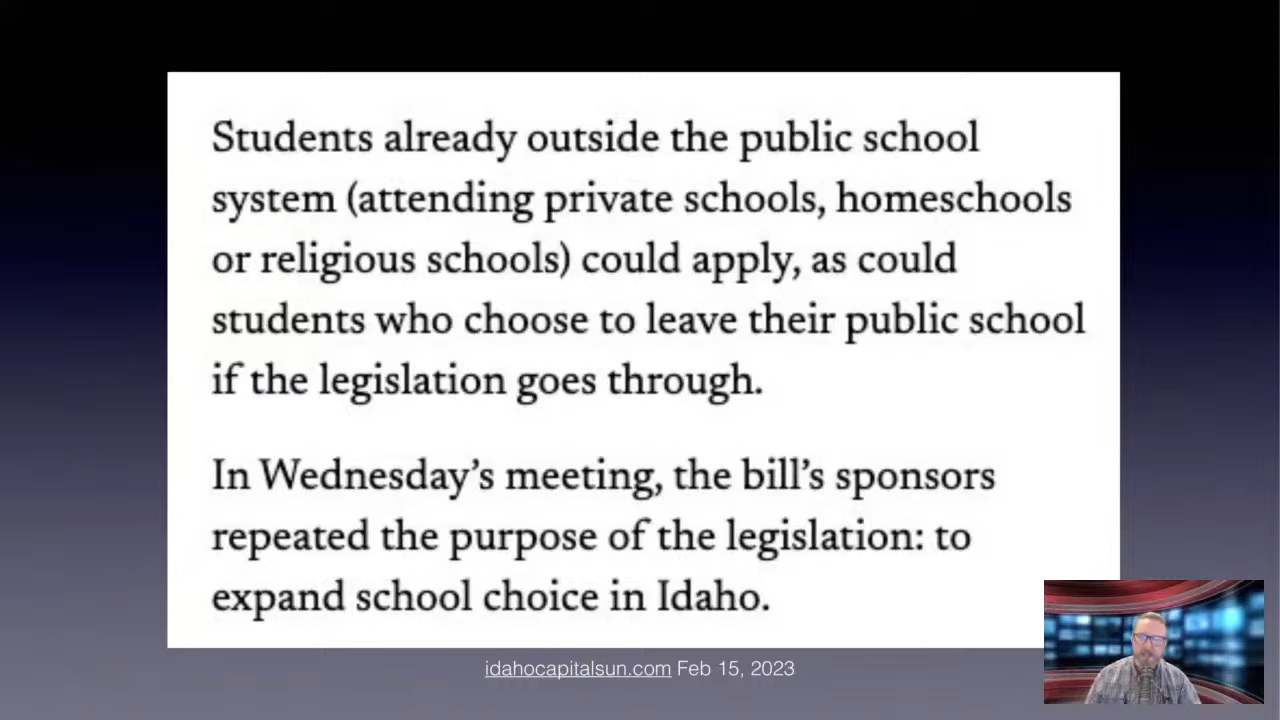 Students already outside the public school
system (attending private schools, homeschools
or religious schools) could apply, as could
students who choose to leave their public school
if the legislation goes through.
In Wednesday’s meeting, the bill’s sponsors
repeated the purpose of the legislation: to
expand school choice in Idaho.
idahocapitalsun.com Feb 15, 2023